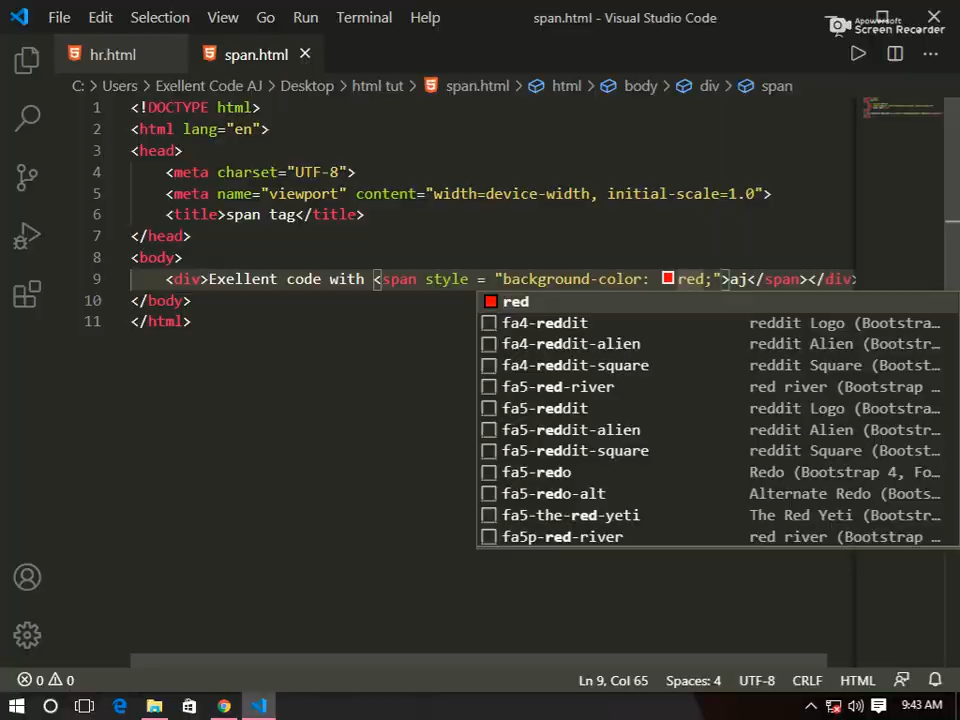 File Edit Selection View Go Run Terminal Help span.html - Visual Studio Code
Apowersoft
Screen Recorder
hr.html span.html
C: > Users > Exellent Code AJ > Desktop > html tut > span.html > html > body > div > span
1 <!DOCTYPE html>
2 <html lang="en">
3 <head>
4 <meta charset="UTF-8">
5 <meta name="viewport" content="width=device-width, initial-scale=1.0">
6 <title>span tag</title>
7 </head>
8 <body>
9 <div>Exellent code with <span style = "background-color: red;">aj</span></div>
10 </body>
11 </html>
red
fa4-reddit reddit Logo (Bootstra…
fa4-reddit-alien reddit Alien (Bootstr…
fa4-reddit-square reddit Square (Bootst…
fa5-red-river red river (Bootstrap …
fa5-reddit reddit Logo (Bootstra…
fa5-reddit-alien reddit Alien (Bootstr…
fa5-reddit-square reddit Square (Bootst…
fa5-redo Redo (Bootstrap 4, Fo…
fa5-redo-alt Alternate Redo (Boots…
fa5-the-red-yeti The Red Yeti (Bootstr…
fa5p-red-river red river (Bootstrap …
0 0 Ln 9, Col 65 Spaces: 4 UTF-8 CRLF HTML
9:43 AM